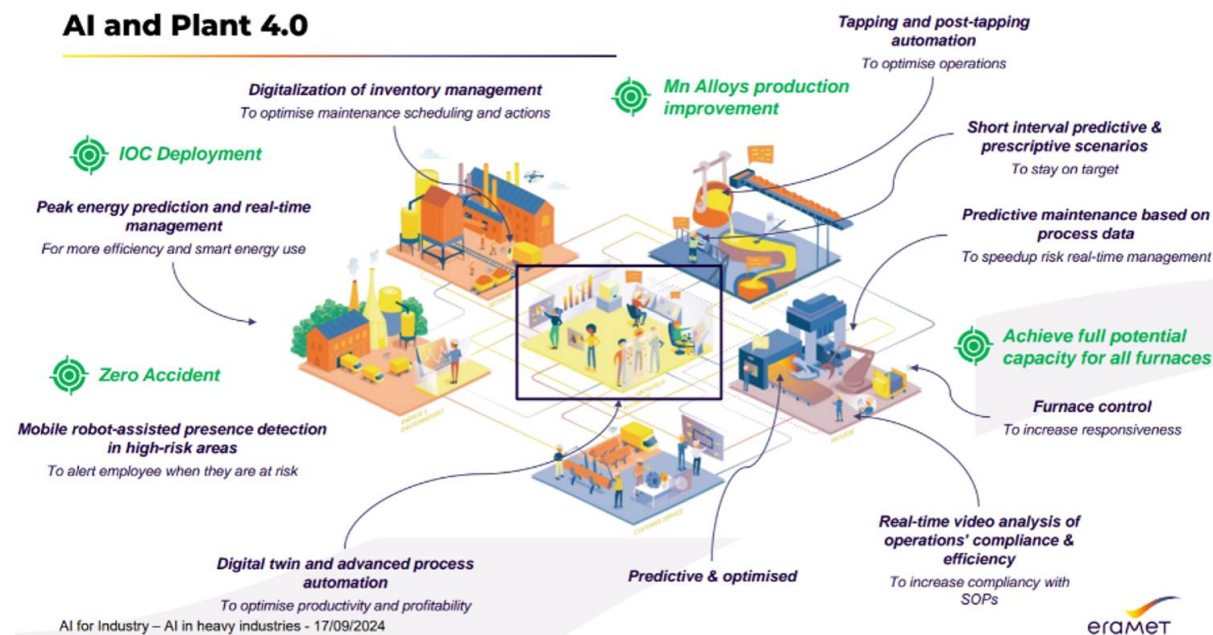 AI and Plant 4.0
Tapping and post-tapping
automation
To optimise operations
Digitalization of inventory management
To optimise maintenance scheduling and actions
Mn Alloys production
improvement
Short interval predictive &
prescriptive scenarios
To stay on target
IOC Deployment
Peak energy prediction and real-time
management
For more efficiency and smart energy use
Predictive maintenance based on
process data
To speedup risk real-time management
Achieve full potential
capacity for all furnaces
Zero Accident
Furnace control
To increase responsiveness
Mobile robot-assisted presence detection
in high-risk areas
To alert employee when they are at risk
CUSTOMER SERVICE
Real-time video analysis of
operations' compliance &
efficiency
To increase compliancy with
SOPs
Digital twin and advanced process
automation
To optimise productivity and profitability
Predictive & optimised
AI for Industry – AI in heavy industries - 17/09/2024
eramet